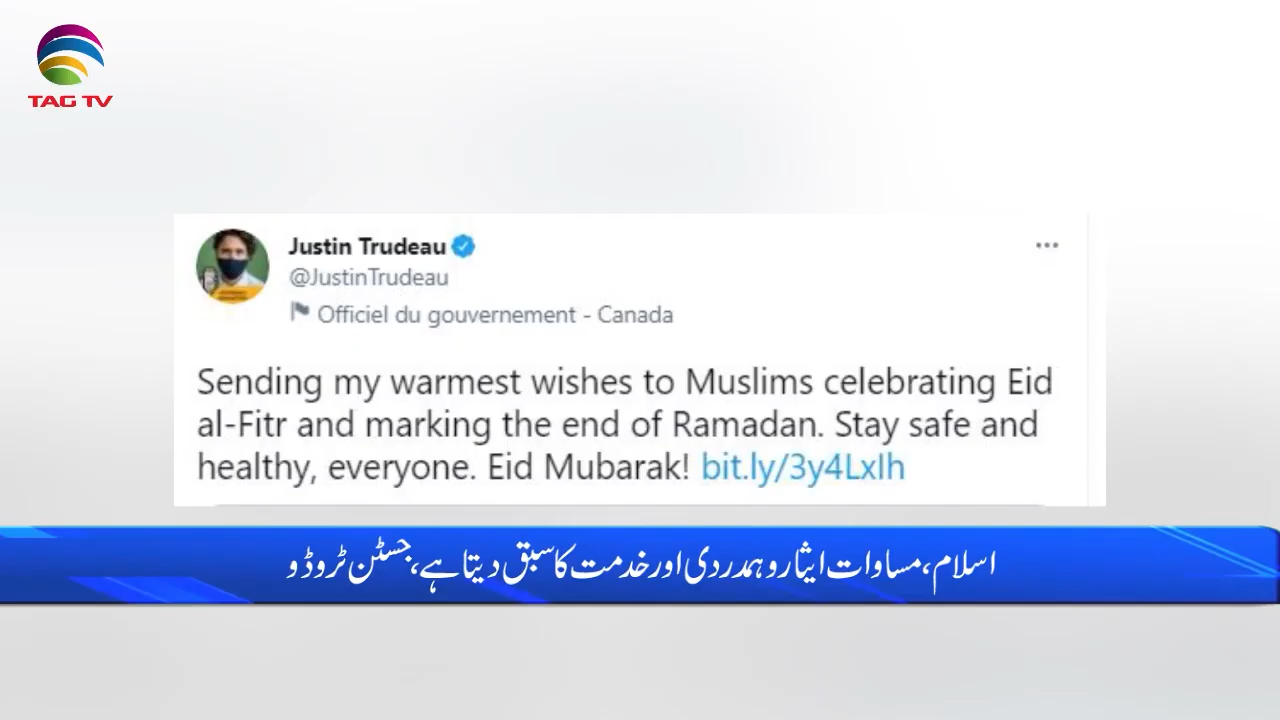 TAG TV
Justin Trudeau
@JustinTrudeau
Officiel du gouvernement - Canada
Sending my warmest wishes to Muslims celebrating Eid
al-Fitr and marking the end of Ramadan. Stay safe and
healthy, everyone. Eid Mubarak! bit.ly/3y4LxIh
اسلام، مساوات ایثار و ہمدردی اور خدمت کا سبق دیتا ہے، جسٹن ٹروڈو